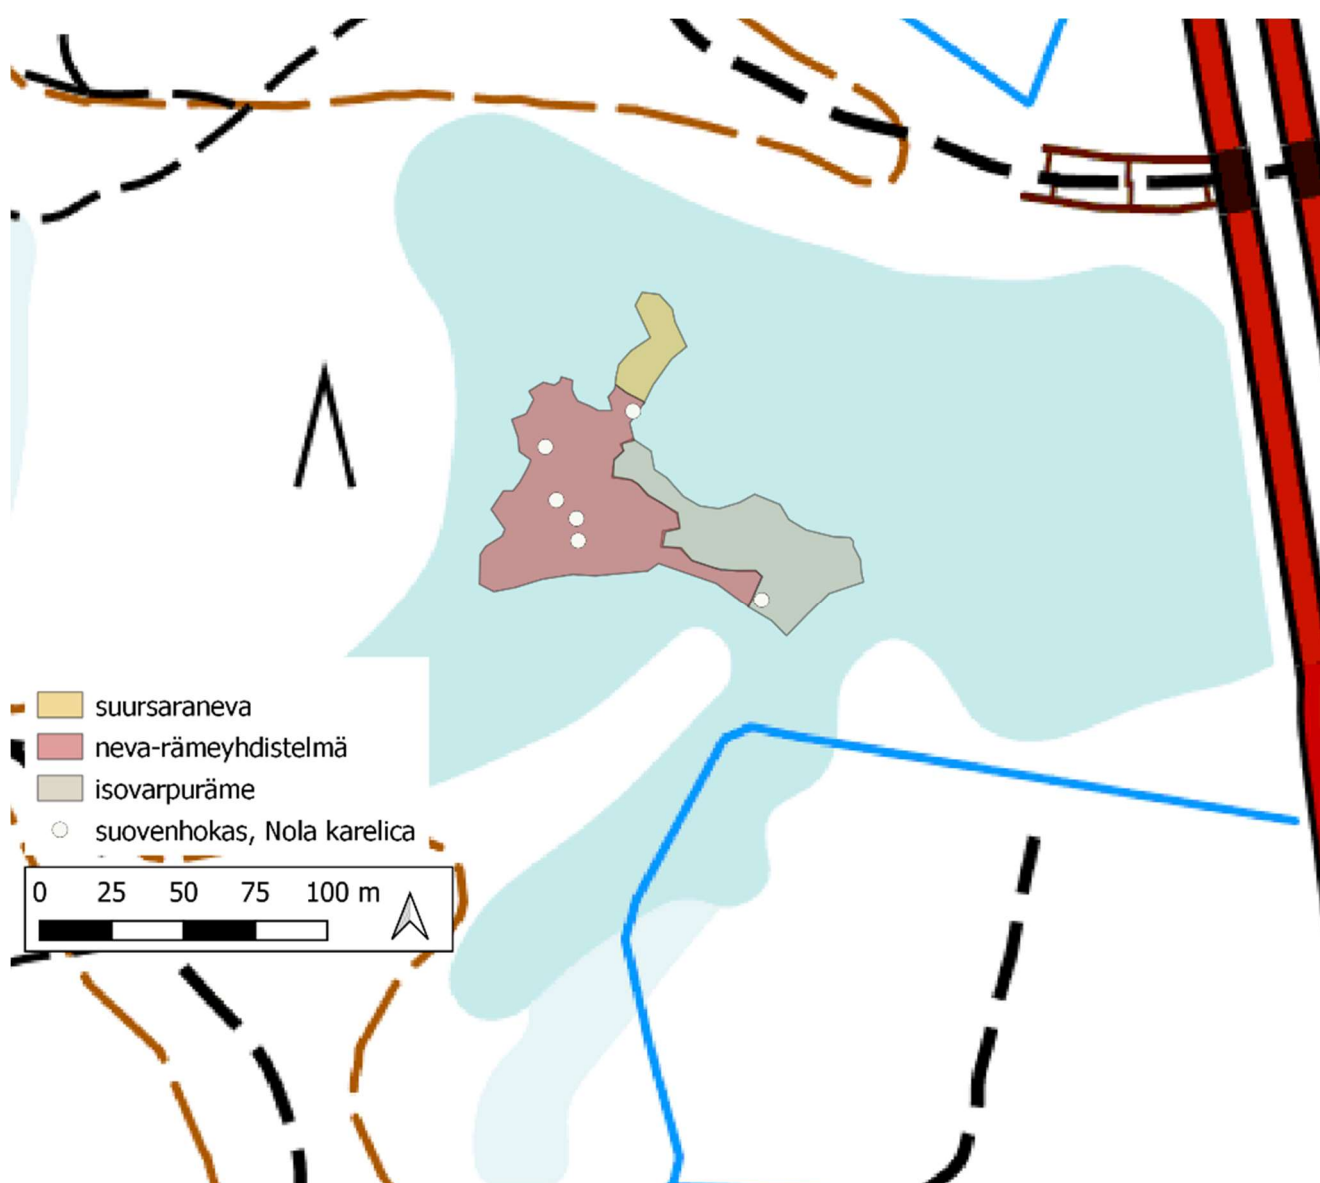 suursaraneva
neva-rämeyhdistelmä
isovarpuräme
suovenhokas, Nola karelica
0 25 50 75 100 m